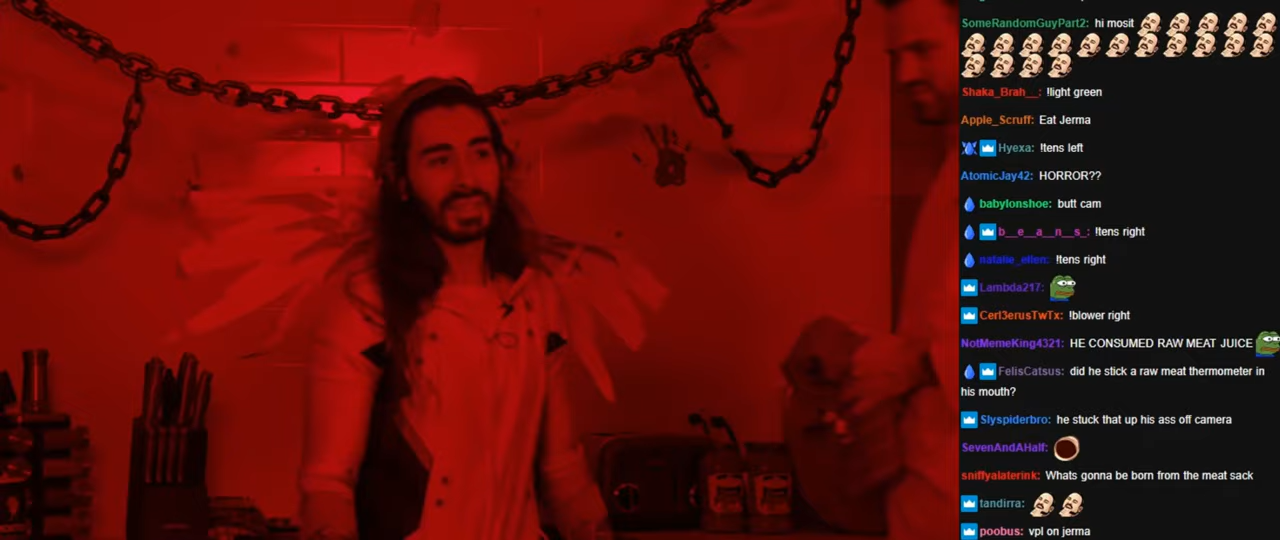 SomeRandomGuyPart2: hi mosit
Shaka_Brah__: !light green
Apple_Scruff: Eat Jerma
Hyexa: !tens left
AtomicJay42: HORROR??
babylonshoe: butt cam
b__e__a__n__s_: !tens right
natalie_ellen: !tens right
Lambda217:
Cerl3erusTwTx: !blower right
NotMemeKing4321: HE CONSUMED RAW MEAT JUICE
FelisCatsus: did he stick a raw meat thermometer in
his mouth?
Slyspiderbro: he stuck that up his ass off camera
SevenAndAHalf:
sniffyalaterink: Whats gonna be born from the meat sack
tandirra:
poobus: vpl on jerma